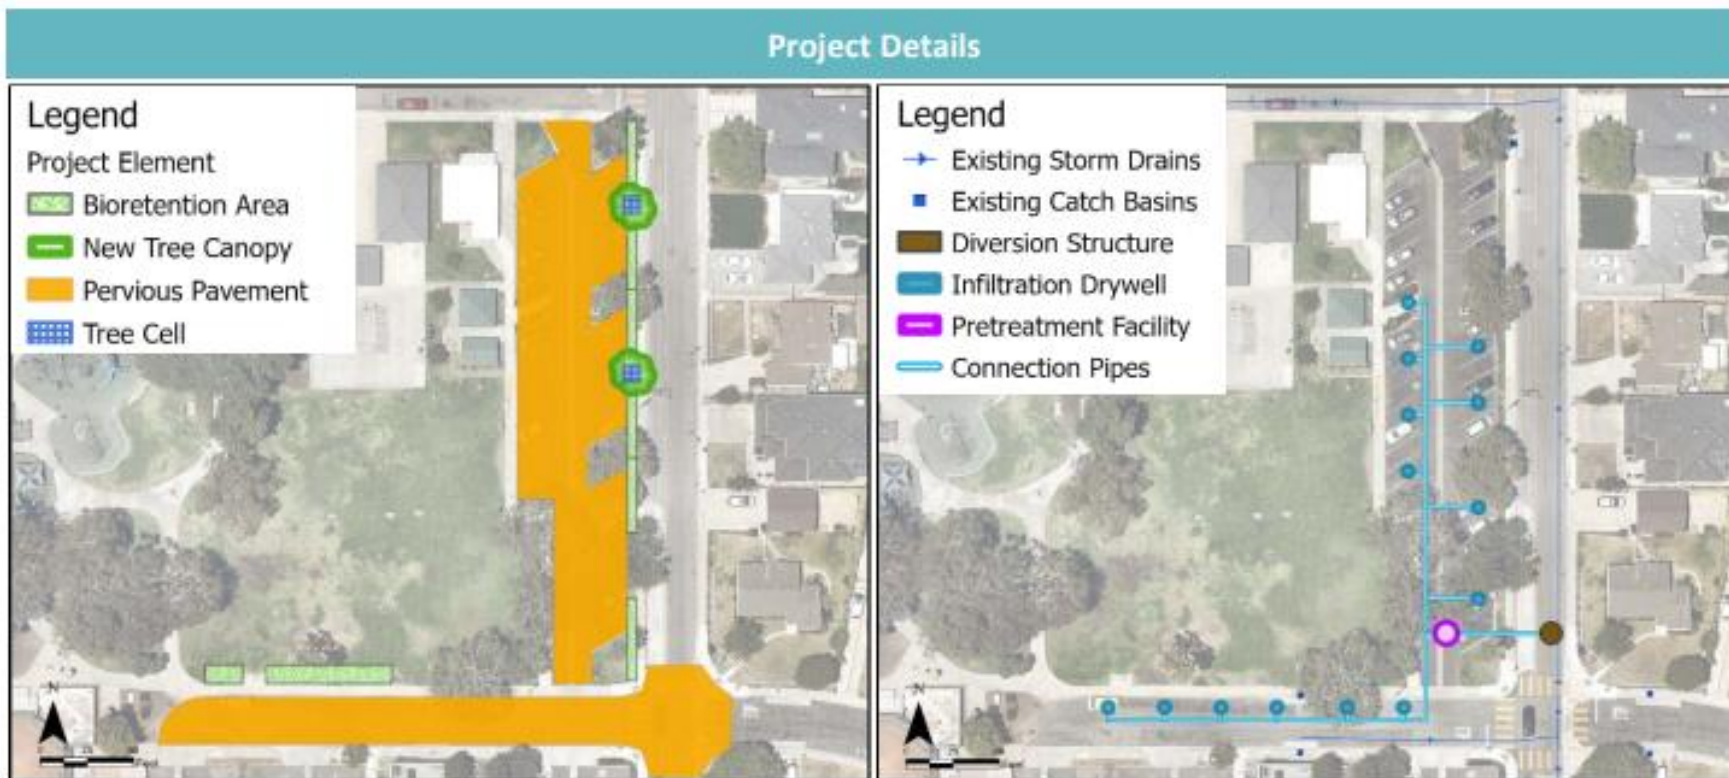 Project Details
Legend
Project Element
Bioretention Area
New Tree Canopy
Pervious Pavement
Tree Cell
N
Legend
Existing Storm Drains
Existing Catch Basins
Diversion Structure
Infiltration Drywell
Pretreatment Facility
Connection Pipes
N